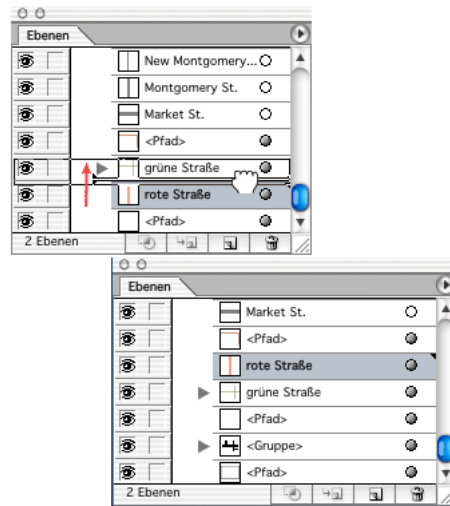 Ebenen
New Montgomery...
Montgomery St.
Market St.
<Pfad>
grüne Straße
rote Straße
<Pfad>
2 Ebenen
Ebenen
Market St.
<Pfad>
rote Straße
grüne Straße
<Pfad>
<Gruppe>
<Pfad>
2 Ebenen